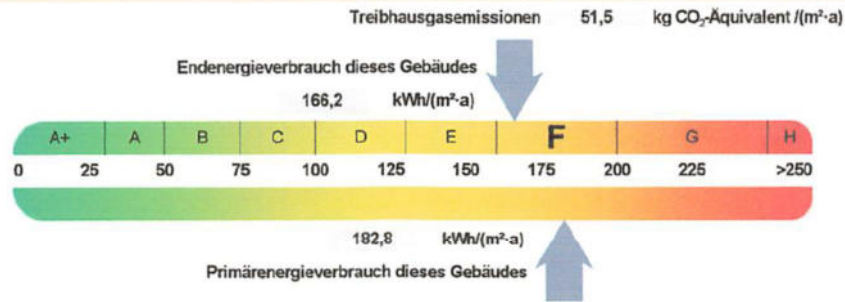 Treibhausgasemissionen 51,5 kg CO₂-Äquivalent /(m²·a)
Endenergieverbrauch dieses Gebäudes
166,2 kWh/(m²·a)
A+ A B C D E F G H
0 25 50 75 100 125 150 175 200 225 >250
182,8 kWh/(m²·a)
Primärenergieverbrauch dieses Gebäudes